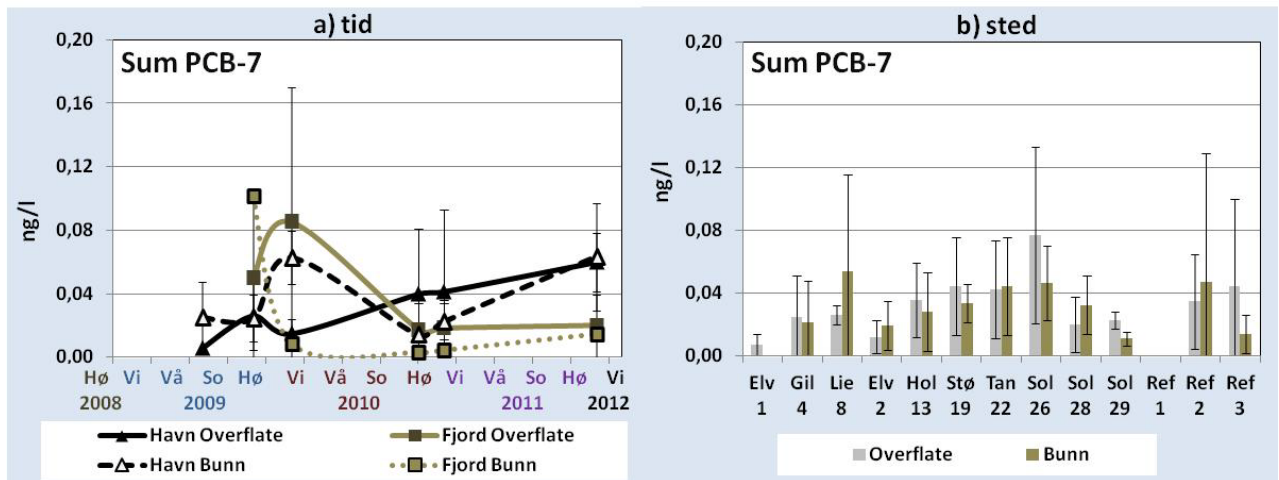 a) tid
Sum PCB-7
0,20
0,16
0,12
0,08
0,04
0,00
ng/l
Hø Vi Vå So Hø Vi Vå So Hø Vi Vå So Hø Vi
2008 2009 2010 2011 2012
Havn Overflate Fjord Overflate
Havn Bunn Fjord Bunn
b) sted
Sum PCB-7
0,20
0,16
0,12
0,08
0,04
0,00
ng/l
Elv Gil Lie Elv Hol Stø Tan Sol Sol Sol Ref Ref Ref
1 4 8 2 13 19 22 26 28 29 1 2 3
Overflate Bunn